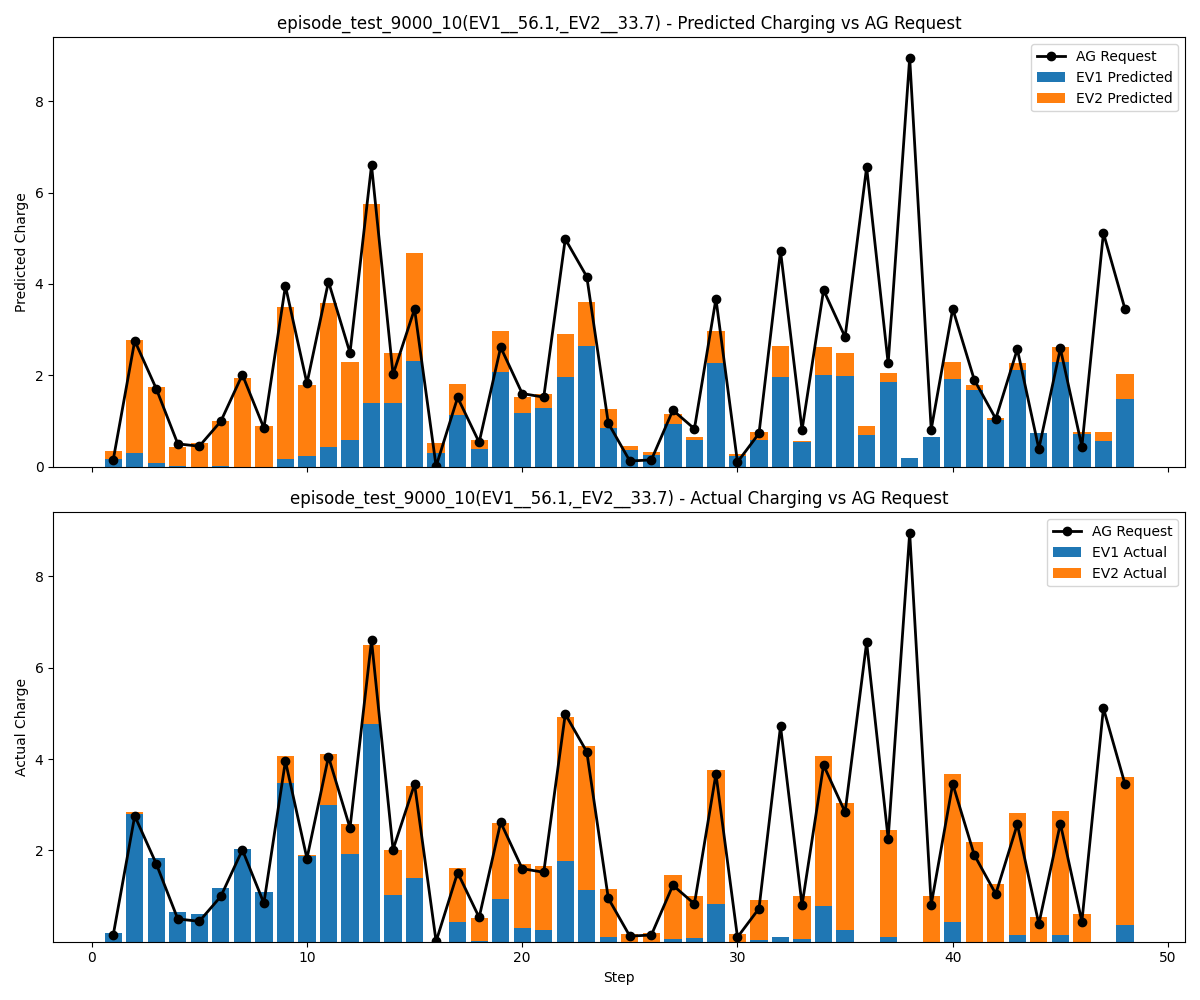 episode_test_9000_10(EV1__56.1,_EV2__33.7) - Predicted Charging vs AG Request
AG Request
EV1 Predicted
EV2 Predicted
Predicted Charge
8
6
4
2
0
episode_test_9000_10(EV1__56.1,_EV2__33.7) - Actual Charging vs AG Request
AG Request
EV1 Actual
EV2 Actual
Actual Charge
8
6
4
2
0 10 20 30 40 50
Step